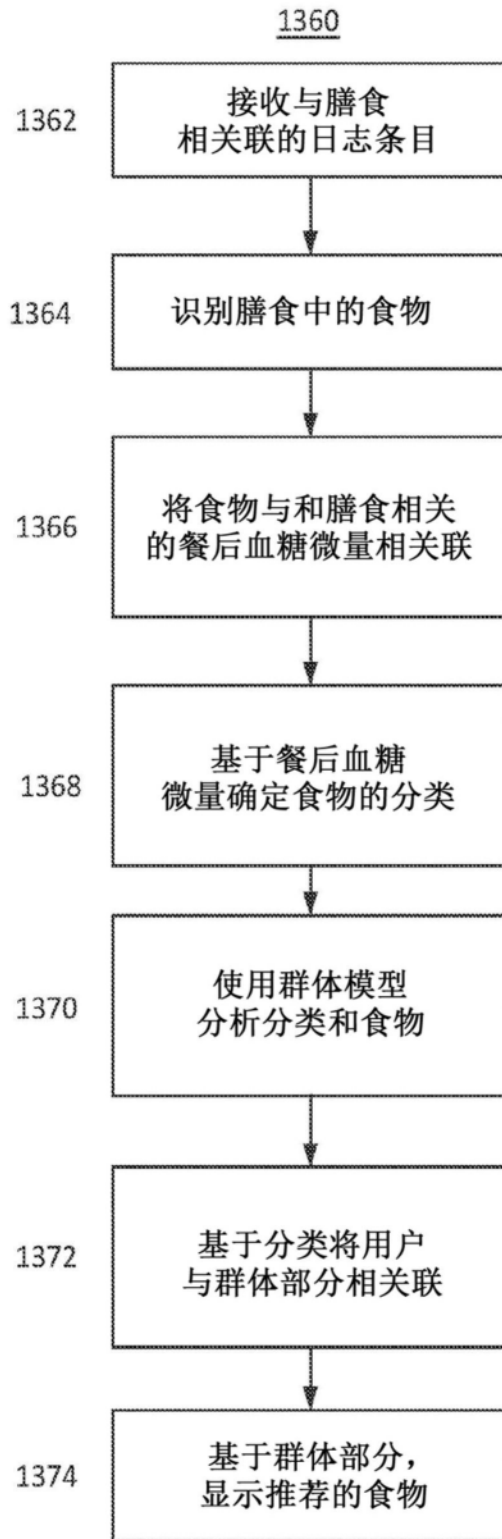 1360
1362
接收与膳食
相关联的日志条目
1364
识别膳食中的食物
1366
将食物与和膳食相关
的餐后血糖微量相关联
1368
基于餐后血糖
微量确定食物的分类
1370
使用群体模型
分析分类和食物
1372
基于分类将用户
与群体部分相关联
1374
基于群体部分，
显示推荐的食物